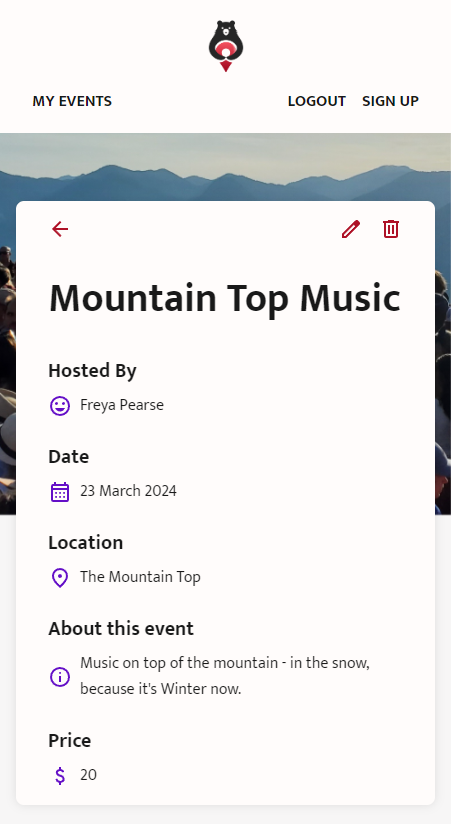 MY EVENTS LOGOUT SIGN UP
Mountain Top Music
Hosted By
Freya Pearse
Date
23 March 2024
Location
The Mountain Top
About this event
Music on top of the mountain - in the snow,
because it's Winter now.
Price
$ 20